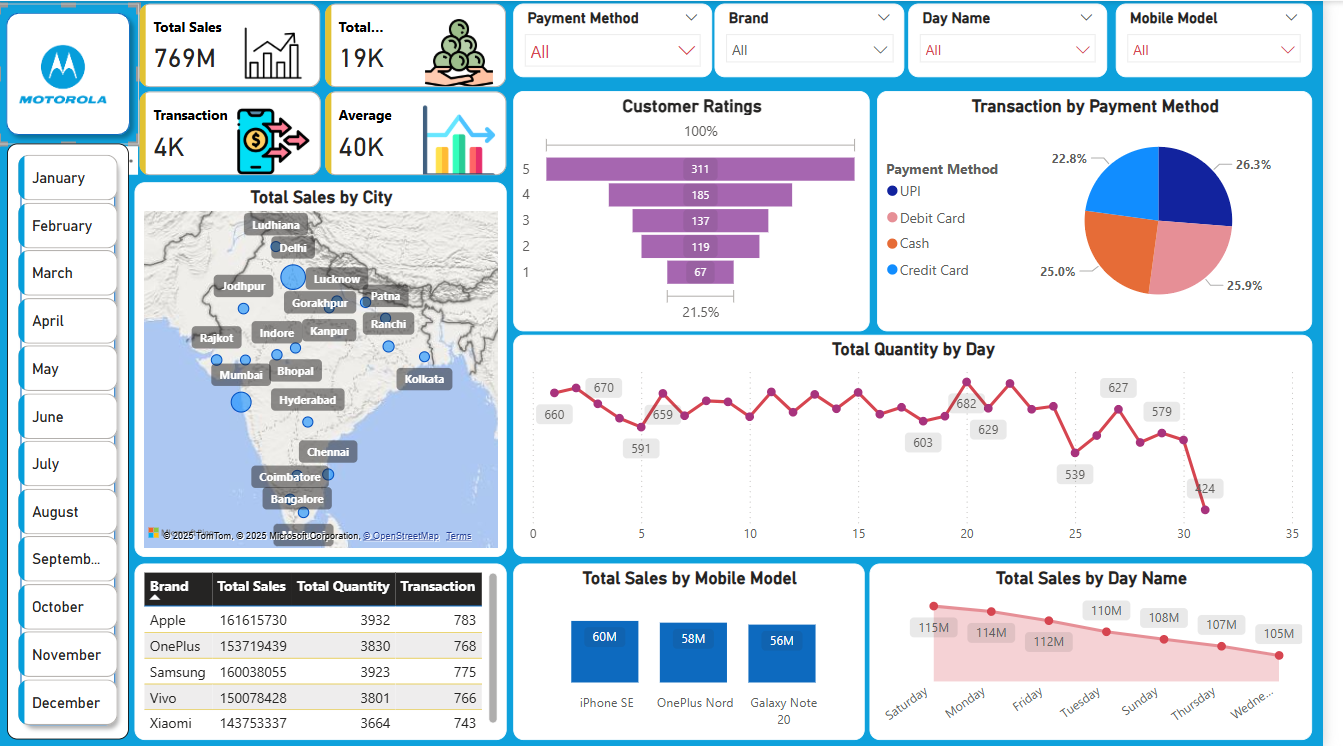 MOTOROLA
January
February
March
April
May
June
July
August
Septemb...
October
November
December
Total Sales
769M
Total...
19K
Transaction
4K
Average
40K
Payment Method
All
Brand
All
Day Name
All
Mobile Model
All
Total Sales by City
Ludhiana
Delhi
Lucknow
Jodhpur
Gorakhpur
Patna
Ranchi
Rajkot
Indore
Kanpur
Mumbai
Bhopal
Kolkata
Hyderabad
Chennai
Coimbatore
Bangalore
© 2025 TomTom, © 2025 Microsoft Corporation, © OpenStreetMap Terms
Customer Ratings
100%
5 311
4 185
3 137
2 119
1 67
21.5%
Transaction by Payment Method
Payment Method
UPI
Debit Card
Cash
Credit Card
22.8%
26.3%
25.0%
25.9%
Total Quantity by Day
660
670
591
659
603
682
629
539
627
579
424
0 5 10 15 20 25 30 35
Brand Total Sales Total Quantity Transaction
Apple 161615730 3932 783
OnePlus 153719439 3830 768
Samsung 160038055 3923 775
Vivo 150078428 3801 766
Xiaomi 143753337 3664 743
Total Sales by Mobile Model
60M 58M 56M
iPhone SE OnePlus Nord Galaxy Note
20
Total Sales by Day Name
115M
114M
112M
110M
108M
107M
105M
Saturday
Monday
Friday
Tuesday
Sunday
Thursday
Wedne...